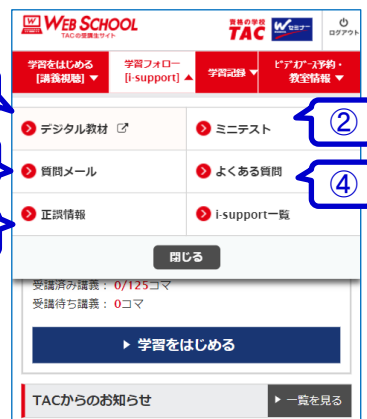 WEB SCHOOL
TACの受講生サイト
資格の学校
TAC
Wセミナー
ログアウト
学習をはじめる
[講義視聴] ▼
学習フォロー
[i-support] ▲
学習記録 ▼
ビデオブース予約・
教室情報 ▼
デジタル教材
ミニテスト
②
質問メール
よくある質問
④
正誤情報
i-support一覧
閉じる
受講済み講義： 0/125コマ
受講待ち講義： 0コマ
▶ 学習をはじめる
TACからのお知らせ
▶ 一覧を見る